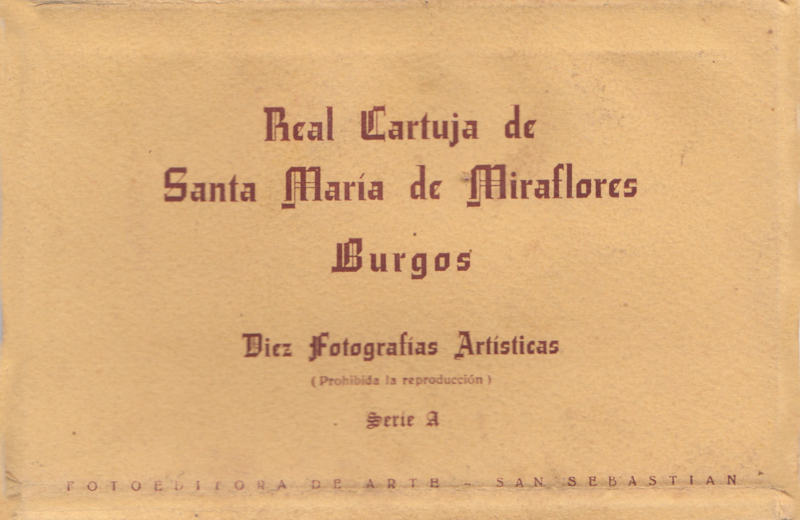 Real Cartuja de
Santa María de Miraflores
Burgos
Diez Fotografías Artísticas
(Prohibida la reproducción)
Serie A
FOTOEDITORA DE ARTE - SAN SEBASTIAN